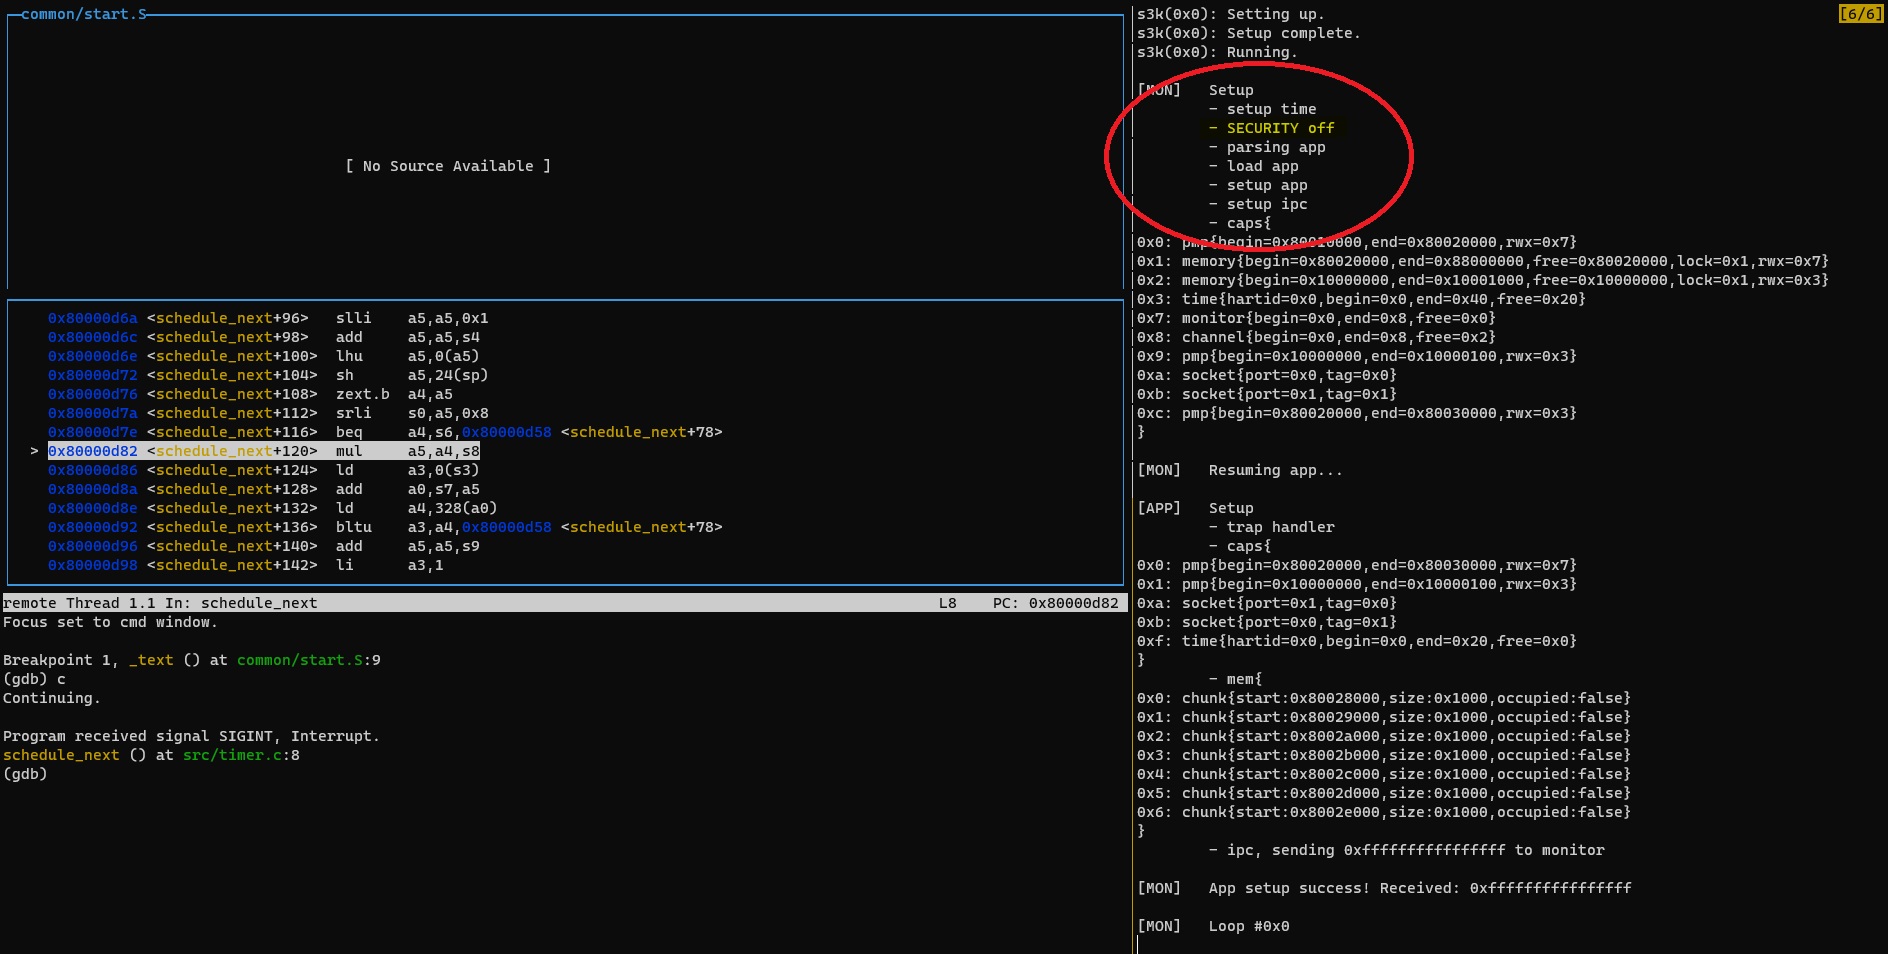 common/start.S
[ No Source Available ]
0x80000d6a <schedule_next+96> slli a5,a5,0x1
0x80000d6c <schedule_next+98> add a5,a5,s4
0x80000d6e <schedule_next+100> lhu a5,0(a5)
0x80000d72 <schedule_next+104> sh a5,24(sp)
0x80000d76 <schedule_next+108> zext.b a4,a5
0x80000d7a <schedule_next+112> srli s0,a5,0x8
0x80000d7e <schedule_next+116> beq a4,s6,0x80000d58 <schedule_next+78>
> 0x80000d82 <schedule_next+120> mul a5,a4,s8
0x80000d86 <schedule_next+124> ld a3,0(s3)
0x80000d8a <schedule_next+128> add a0,s7,a5
0x80000d8e <schedule_next+132> ld a4,328(a0)
0x80000d92 <schedule_next+136> bltu a3,a4,0x80000d58 <schedule_next+78>
0x80000d96 <schedule_next+140> add a5,a5,s9
0x80000d98 <schedule_next+142> li a3,1
remote Thread 1.1 In: schedule_next L8 PC: 0x80000d82
Focus set to cmd window.
Breakpoint 1, _text () at common/start.S:9
(gdb) c
Continuing.
Program received signal SIGINT, Interrupt.
schedule_next () at src/timer.c:8
(gdb)
s3k(0x0): Setting up.
[6/6]
s3k(0x0): Setup complete.
s3k(0x0): Running.
[MON] Setup
- setup time
- SECURITY off
- parsing app
- load app
- setup app
- setup ipc
- caps{
0x0: pmp{begin=0x80010000,end=0x80020000,rwx=0x7}
0x1: memory{begin=0x80020000,end=0x88000000,free=0x80020000,lock=0x1,rwx=0x7}
0x2: memory{begin=0x10000000,end=0x10001000,free=0x10000000,lock=0x1,rwx=0x3}
0x3: time{hartid=0x0,begin=0x0,end=0x40,free=0x20}
0x7: monitor{begin=0x0,end=0x8,free=0x0}
0x8: channel{begin=0x0,end=0x8,free=0x2}
0x9: pmp{begin=0x10000000,end=0x10000100,rwx=0x3}
0xa: socket{port=0x0,tag=0x0}
0xb: socket{port=0x1,tag=0x1}
0xc: pmp{begin=0x80020000,end=0x80030000,rwx=0x3}
}
[MON] Resuming app...
[APP] Setup
- trap handler
- caps{
0x0: pmp{begin=0x80020000,end=0x80030000,rwx=0x7}
0x1: pmp{begin=0x10000000,end=0x10000100,rwx=0x3}
0xa: socket{port=0x1,tag=0x0}
0xb: socket{port=0x0,tag=0x1}
0xf: time{hartid=0x0,begin=0x0,end=0x20,free=0x0}
}
- mem{
0x0: chunk{start:0x80028000,size:0x1000,occupied:false}
0x1: chunk{start:0x80029000,size:0x1000,occupied:false}
0x2: chunk{start:0x8002a000,size:0x1000,occupied:false}
0x3: chunk{start:0x8002b000,size:0x1000,occupied:false}
0x4: chunk{start:0x8002c000,size:0x1000,occupied:false}
0x5: chunk{start:0x8002d000,size:0x1000,occupied:false}
0x6: chunk{start:0x8002e000,size:0x1000,occupied:false}
}
- ipc, sending 0xffffffffffffffff to monitor
[MON] App setup success! Received: 0xffffffffffffffff
[MON] Loop #0x0